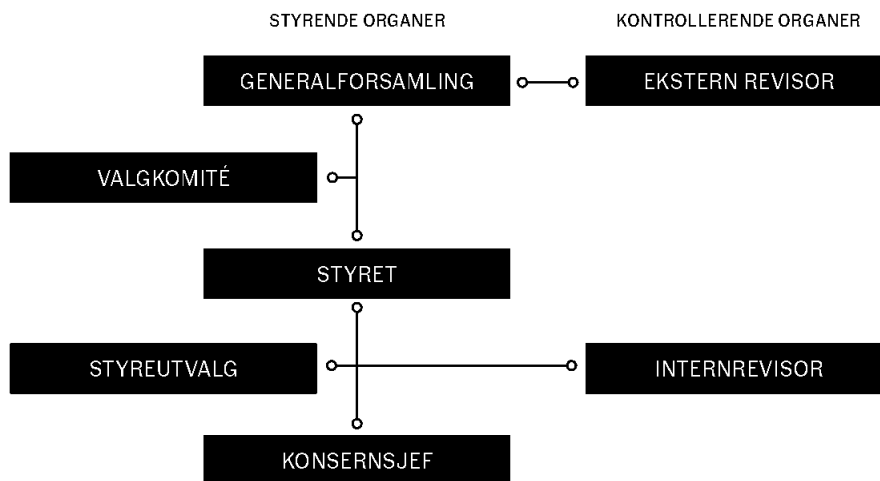 STYRENDE ORGANER
KONTROLLERENDE ORGANER
GENERALFORSAMLING
EKSTERN REVISOR
VALGKOMITÉ
STYRET
STYREUTVALG
INTERNREVISOR
KONSERNSJEF